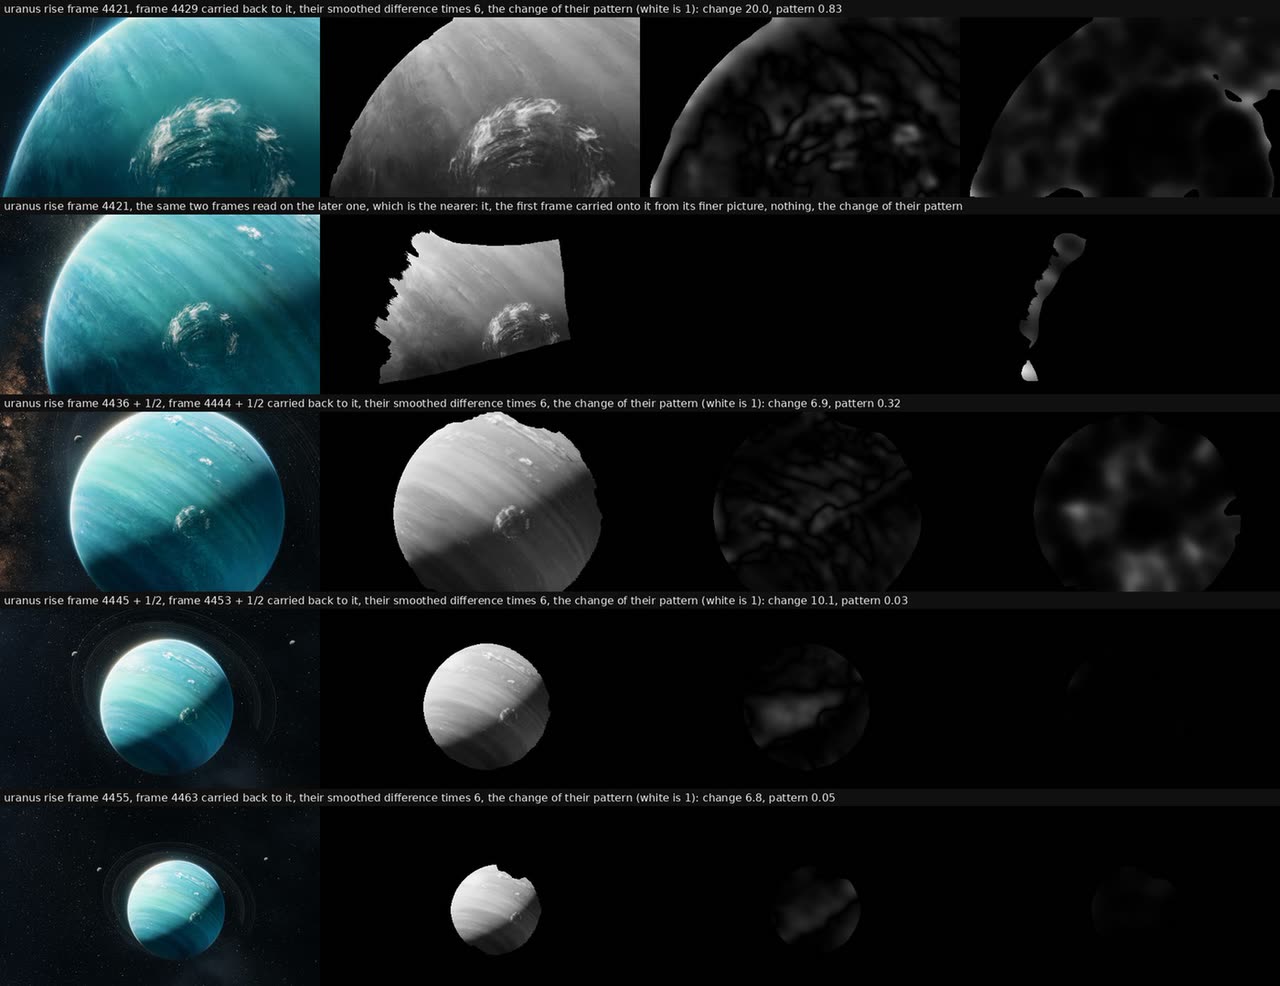 uranus rise frame 4421, frame 4429 carried back to it, their smoothed difference times 6, the change of their pattern (white is 1): change 20.0, pattern 0.83
uranus rise frame 4421, the same two frames read on the later one, which is the nearer: it, the first frame carried onto it from its finer picture, nothing, the change of their pattern
uranus rise frame 4436 + 1/2, frame 4444 + 1/2 carried back to it, their smoothed difference times 6, the change of their pattern (white is 1): change 6.9, pattern 0.32
uranus rise frame 4445 + 1/2, frame 4453 + 1/2 carried back to it, their smoothed difference times 6, the change of their pattern (white is 1): change 10.1, pattern 0.03
uranus rise frame 4455, frame 4463 carried back to it, their smoothed difference times 6, the change of their pattern (white is 1): change 6.8, pattern 0.05